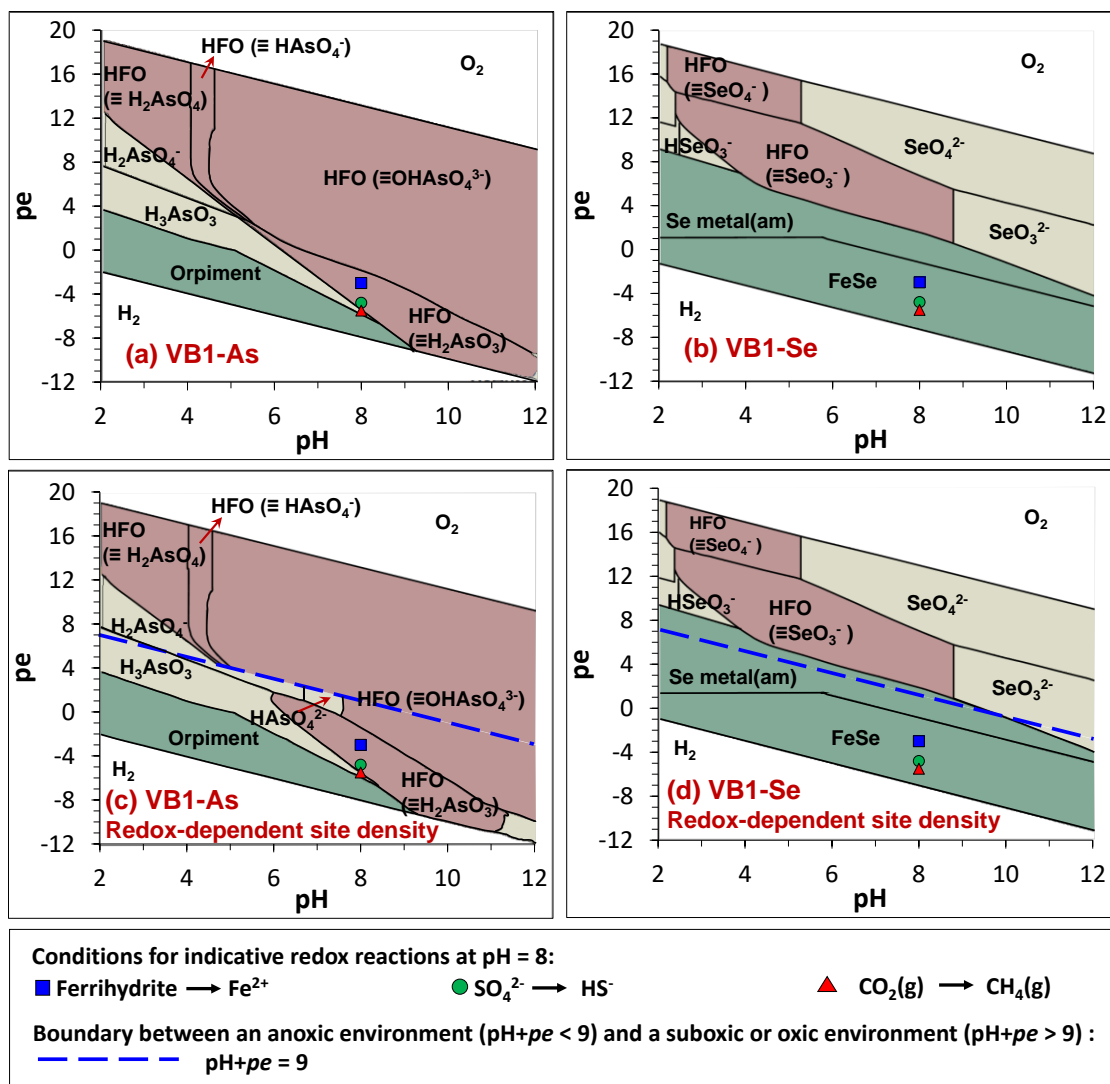 20
16
12
8
4
0
-4
-8
-12
pe
HFO (≡ HAsO₄⁻)
O₂
HFO
(≡ H₂AsO₄)
H₂AsO₄⁻
HFO (≡OHAsO₄³⁻)
H₃AsO₃
Orpiment
H₂
HFO
(≡H₂AsO₃)
(a) VB1-As
2 4 6 8 10 12
pH
20
16
12
8
4
0
-4
-8
-12
O₂
HFO
(≡SeO₄⁻)
HSeO₃⁻
HFO
(≡SeO₃⁻)
SeO₄²⁻
Se metal(am)
SeO₃²⁻
FeSe
H₂
(b) VB1-Se
2 4 6 8 10 12
pH
20
16
12
8
4
0
-4
-8
-12
pe
HFO (≡ HAsO₄⁻)
O₂
HFO
(≡ H₂AsO₄)
H₂AsO₄⁻
H₃AsO₃
HFO (≡OHAsO₄³⁻)
HAsO₄²⁻
Orpiment
H₂
HFO
(≡H₂AsO₃)
(c) VB1-As
Redox-dependent site density
2 4 6 8 10 12
pH
20
16
12
8
4
0
-4
-8
-12
O₂
HFO
(≡SeO₄⁻)
HSeO₃⁻
HFO
(≡SeO₃⁻)
SeO₄²⁻
Se metal(am)
SeO₃²⁻
FeSe
H₂
(d) VB1-Se
Redox-dependent site density
2 4 6 8 10 12
pH
Conditions for indicative redox reactions at pH = 8:
Ferrihydrite → Fe²⁺ SO₄²⁻ → HS⁻ CO₂(g) → CH₄(g)
Boundary between an anoxic environment (pH+pe < 9) and a suboxic or oxic environment (pH+pe > 9) :
pH+pe = 9